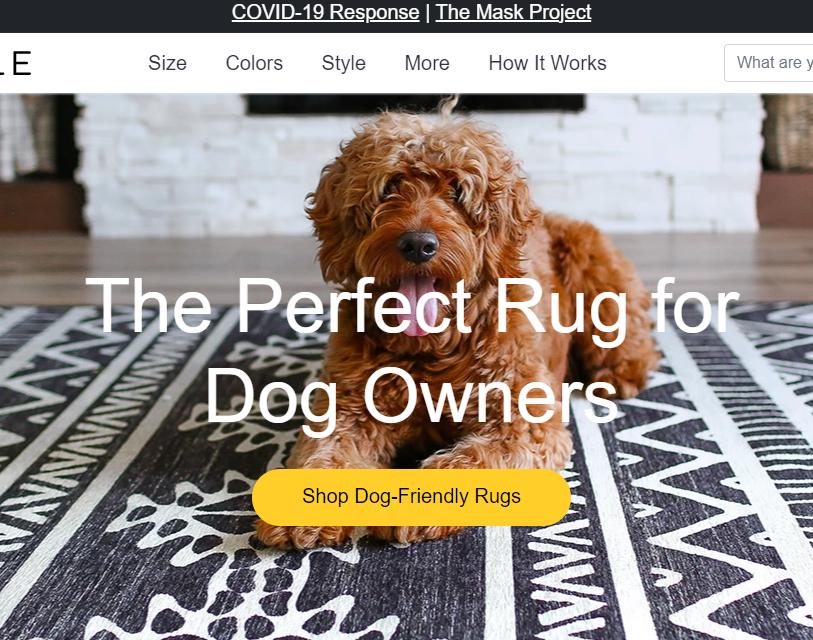 COVID-19 Response | The Mask Project
LE Size Colors Style More How It Works What are y
The Perfect Rug for
Dog Owners
Shop Dog-Friendly Rugs